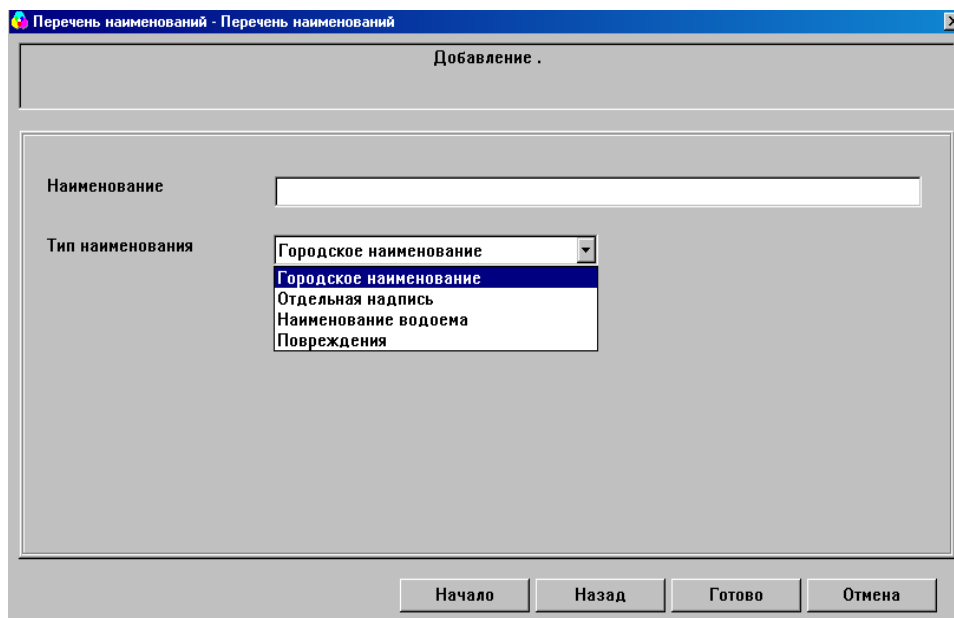 Перечень наименований - Перечень наименований
Добавление .
Наименование
Тип наименования
Городское наименование
Городское наименование
Отдельная надпись
Наименование водоема
Повреждения
Начало
Назад
Готово
Отмена